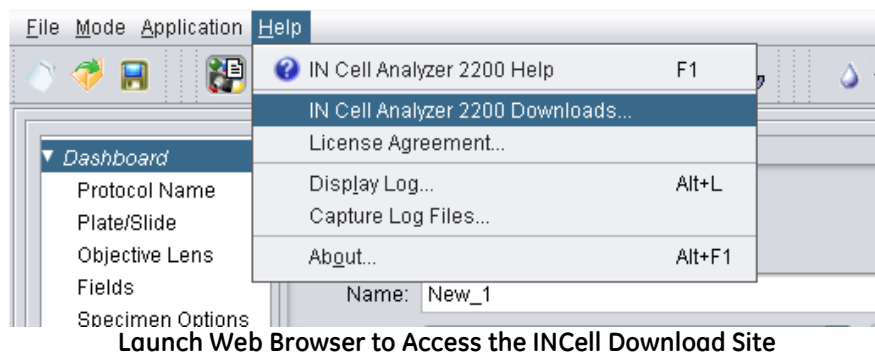 File Mode Application Help
IN Cell Analyzer 2200 Help F1
IN Cell Analyzer 2200 Downloads...
License Agreement...
Display Log... Alt+L
Capture Log Files...
About... Alt+F1
Dashboard
Protocol Name
Plate/Slide
Objective Lens
Fields
Specimen Options
Name: New_1
Launch Web Browser to Access the INCell Download Site